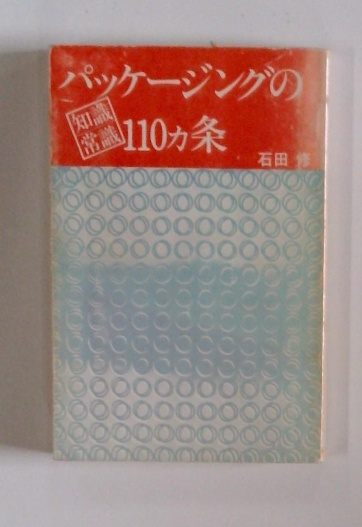 パッケージングの
知識
常識
110カ条
石田 修